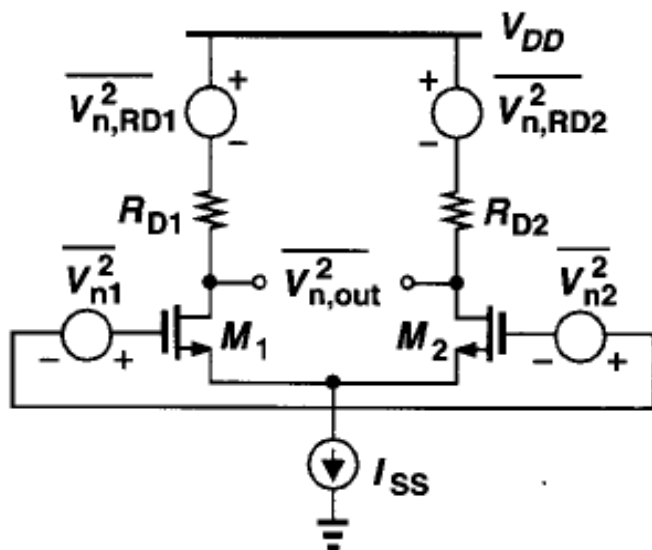 V_DD
+ +
V²_n,RD1 V²_n,RD2
− −
R_D1 R_D2
V²_n1 V²_n,out V²_n2
− + M_1 M_2 − +
I_SS